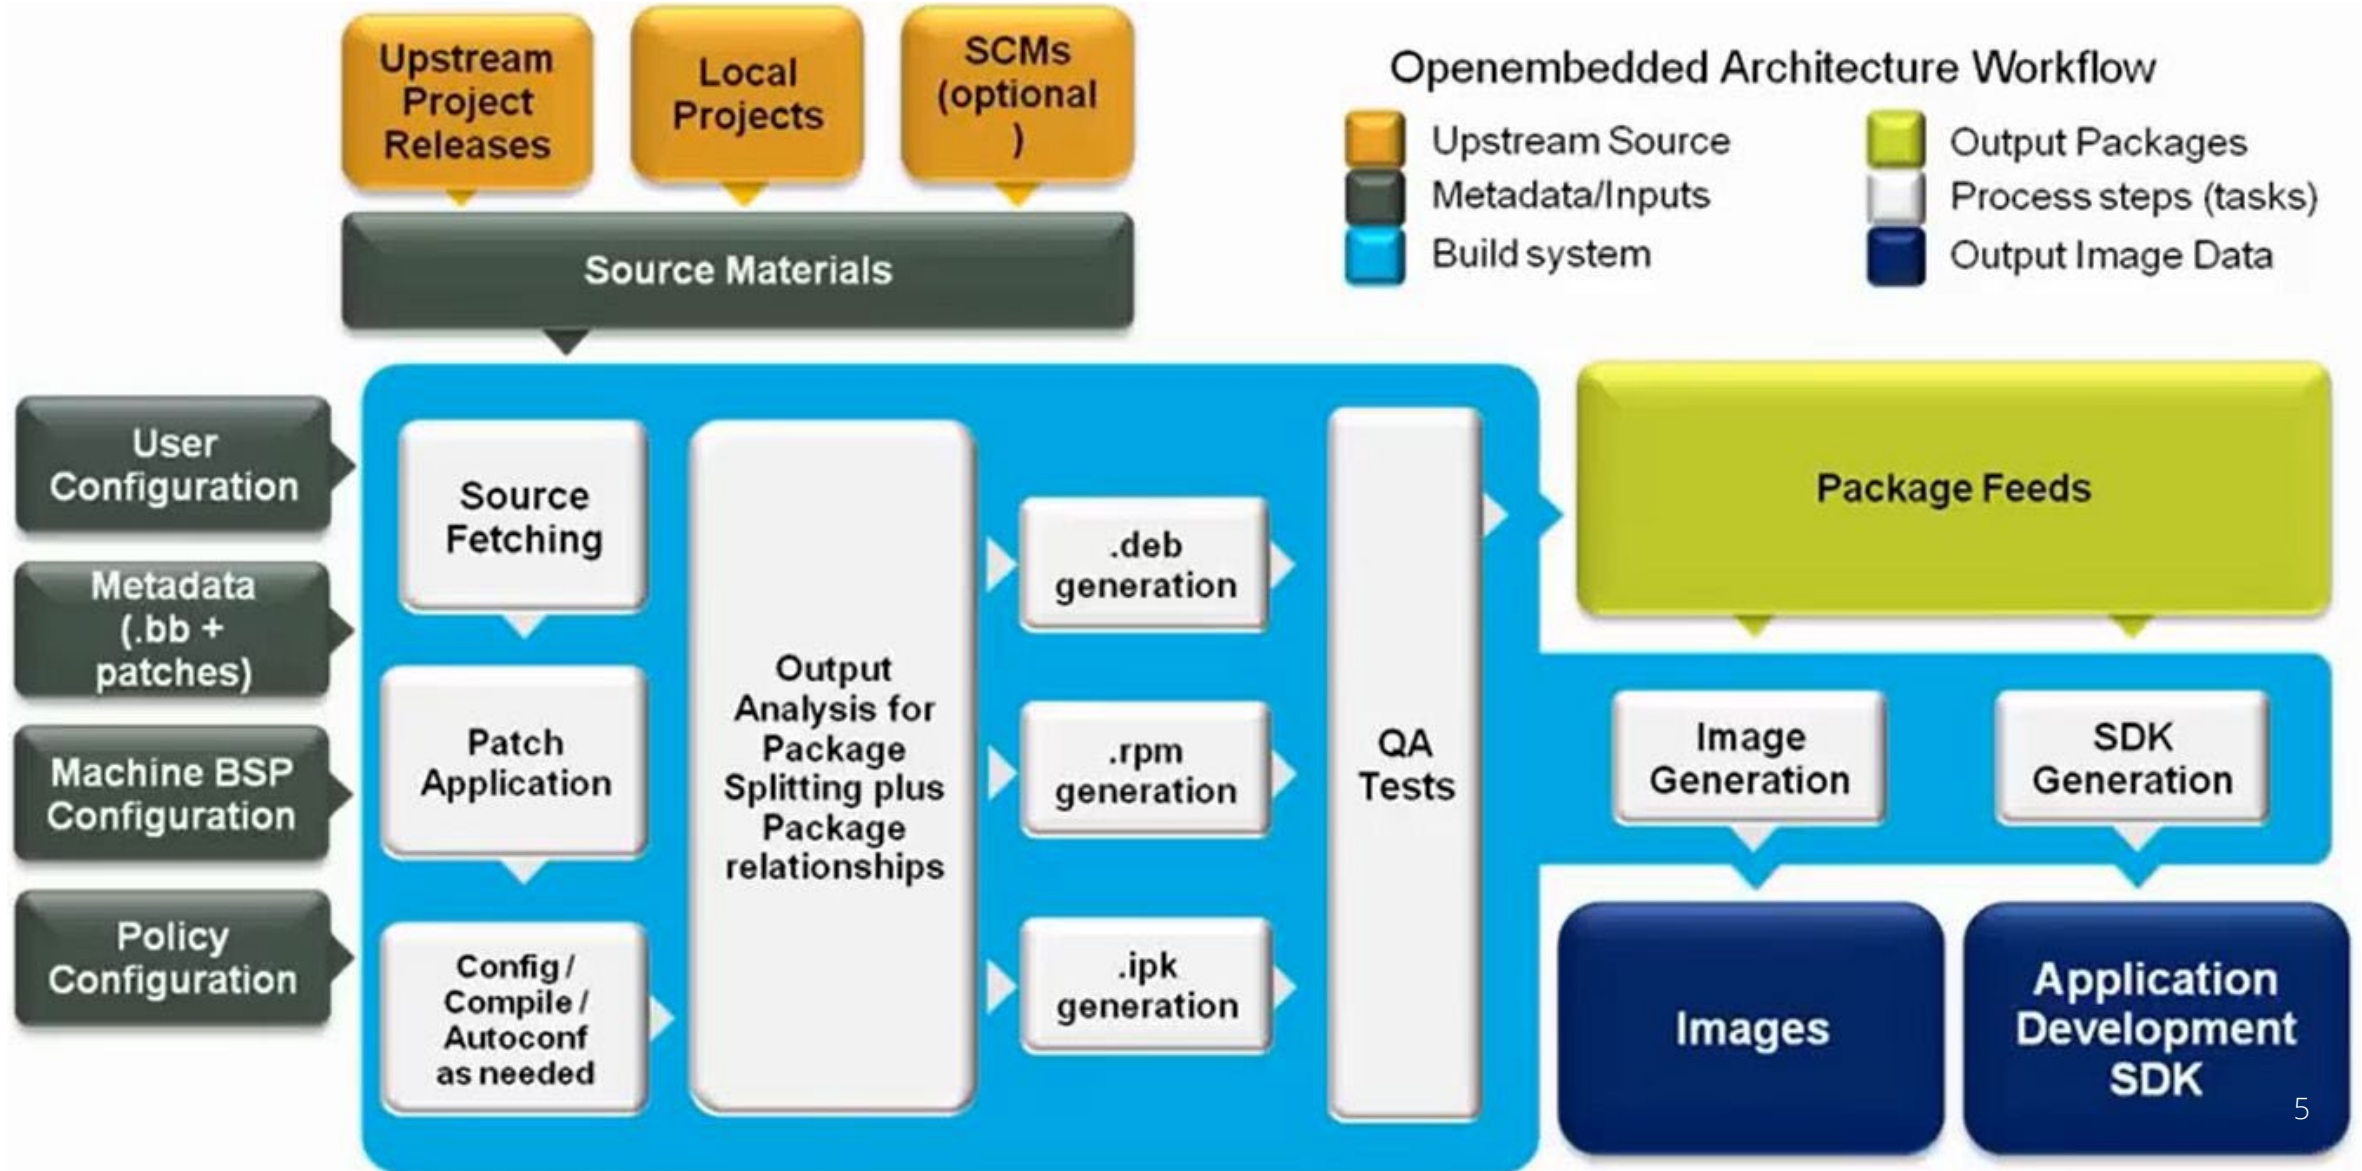 Upstream
Project
Releases
Local
Projects
SCMs
(optional
)
Openembedded Architecture Workflow
Upstream Source
Metadata/Inputs
Build system
Output Packages
Process steps (tasks)
Output Image Data
Source Materials
User
Configuration
Metadata
(.bb +
patches)
Machine BSP
Configuration
Policy
Configuration
Source
Fetching
Patch
Application
Config /
Compile /
Autoconf
as needed
Output
Analysis for
Package
Splitting plus
Package
relationships
.deb
generation
.rpm
generation
.ipk
generation
QA
Tests
Package Feeds
Image
Generation
SDK
Generation
Images
Application
Development
SDK
5